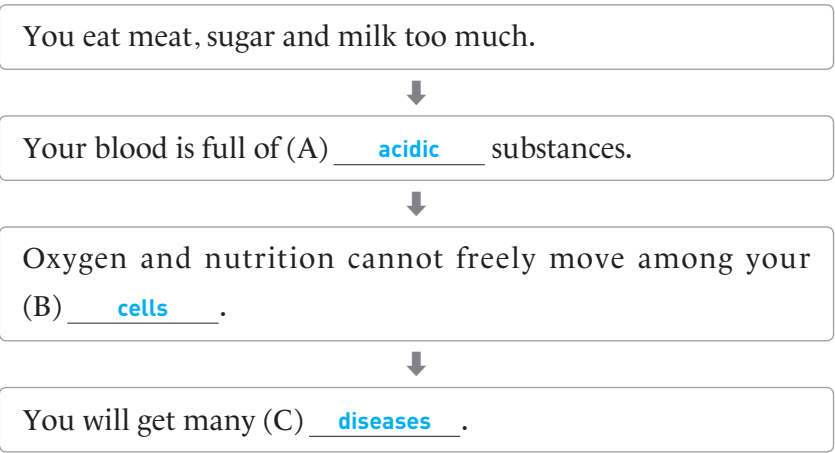 You eat meat, sugar and milk too much.
Your blood is full of (A) acidic substances.
Oxygen and nutrition cannot freely move among your
(B) cells .
You will get many (C) diseases .